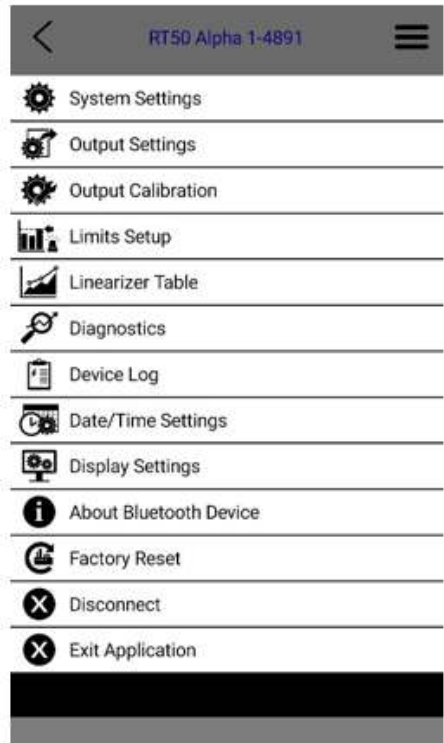 RT50 Alpha 1-4891
System Settings
Output Settings
Output Calibration
Limits Setup
Linearizer Table
Diagnostics
Device Log
Date/Time Settings
Display Settings
About Bluetooth Device
Factory Reset
Disconnect
Exit Application